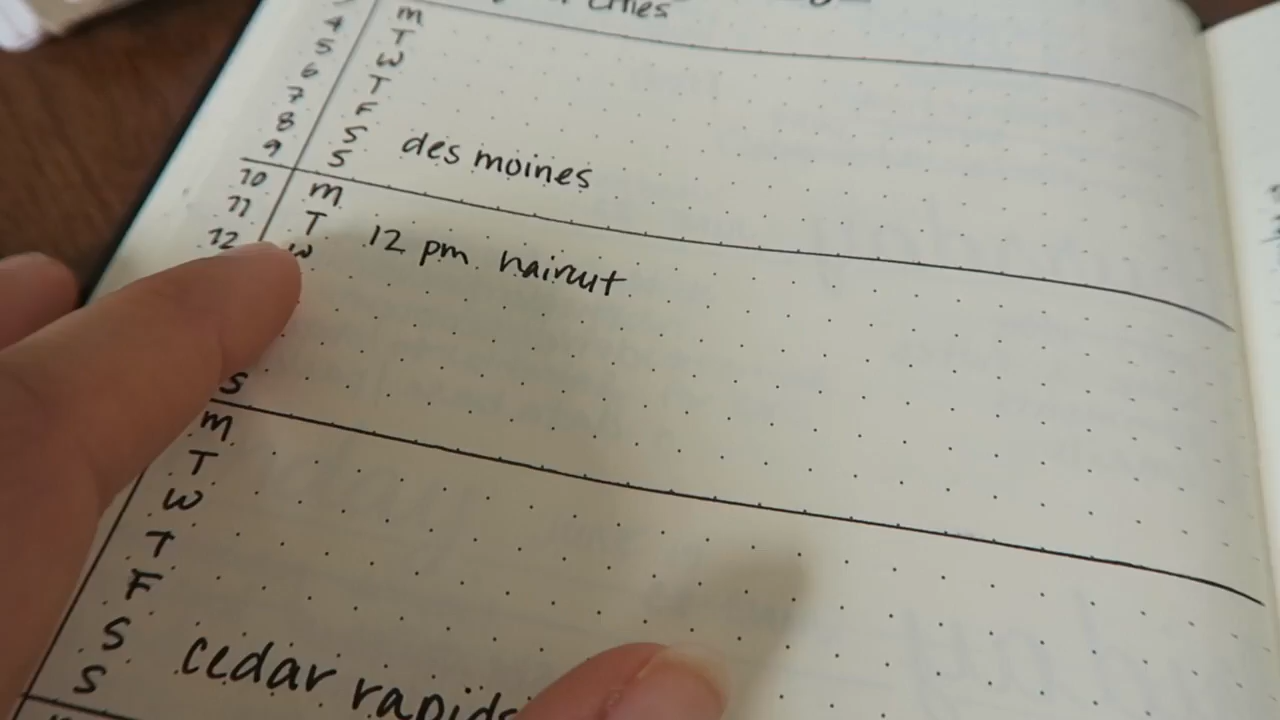 cities
4 m
5 T
6 W
7 T
8 F
9 S des moines
S
10 m
11 T 12 pm haircut
12 W
S
m
T
W
T
F
S cedar rapids
S